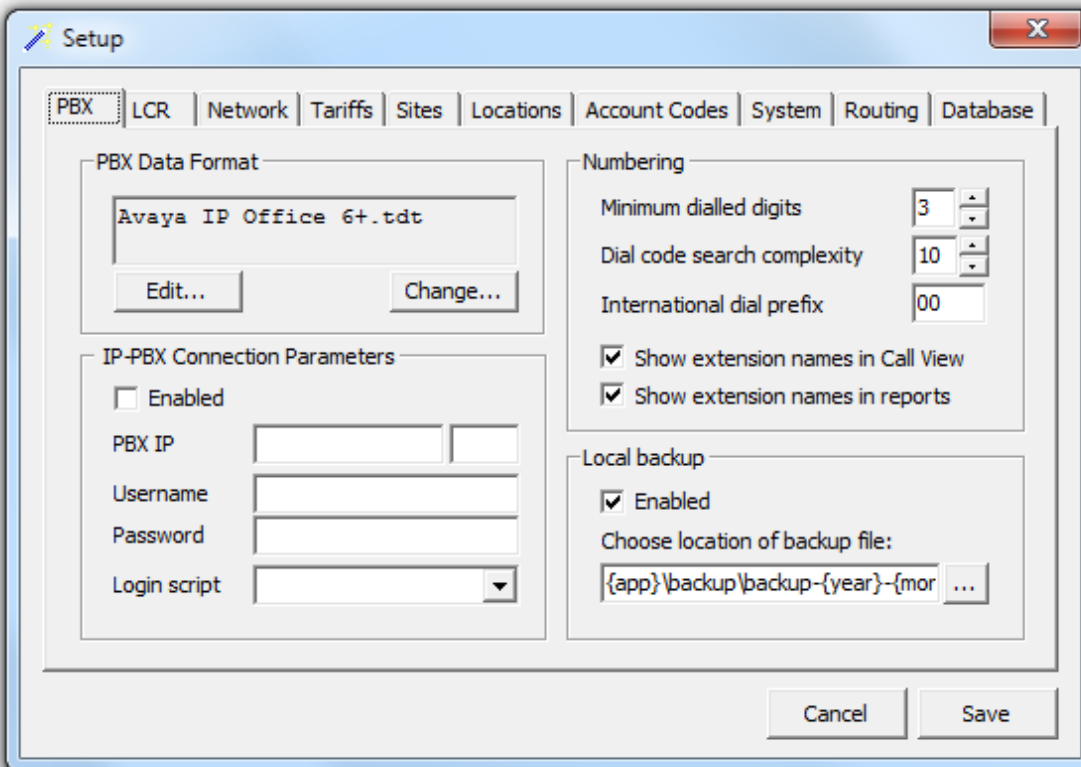 Setup
PBX LCR Network Tariffs Sites Locations Account Codes System Routing Database
PBX Data Format
Avaya IP Office 6+.tdt
Edit... Change...
IP-PBX Connection Parameters
Enabled
PBX IP
Username
Password
Login script
Numbering
Minimum dialled digits 3
Dial code search complexity 10
International dial prefix 00
Show extension names in Call View
Show extension names in reports
Local backup
Enabled
Choose location of backup file:
{app}\backup\backup-{year}-{mor ...
Cancel Save